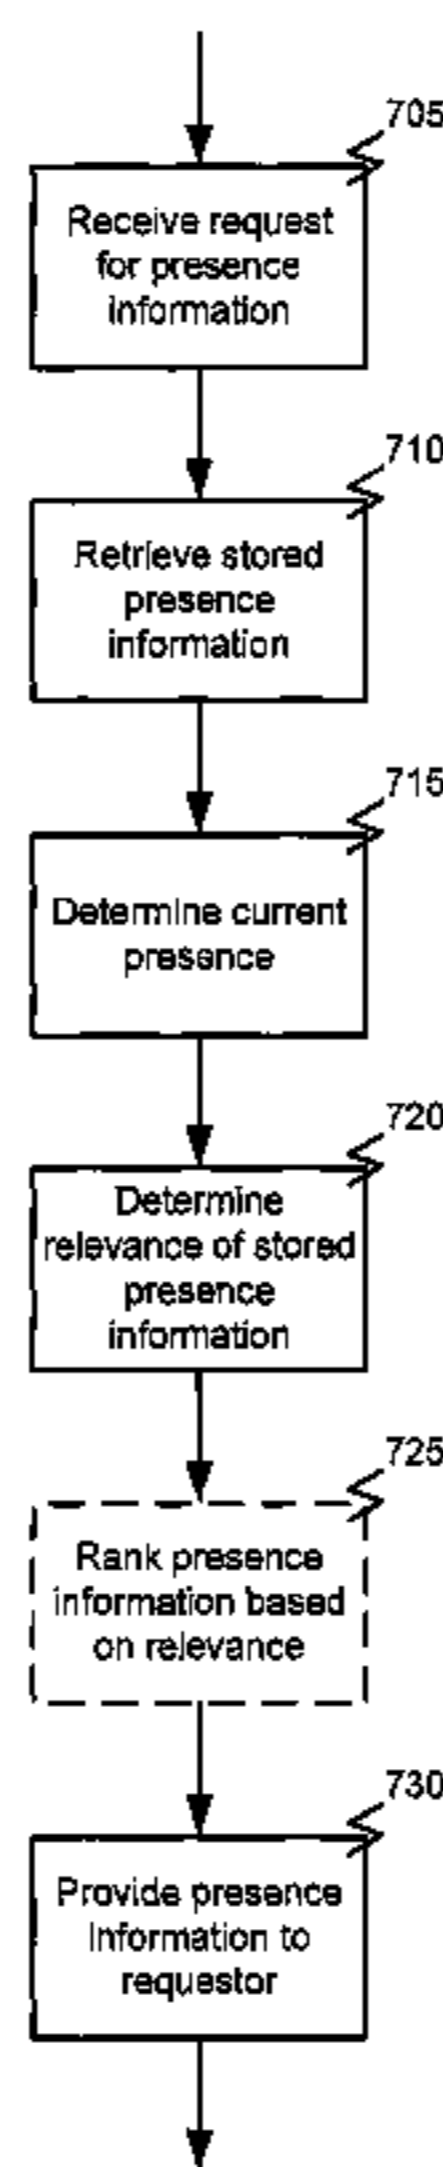 705
Receive request
for presence
information
710
Retrieve stored
presence
information
715
Determine current
presence
720
Determine
relevance of stored
presence
information
725
Rank presence
information based
on relevance
730
Provide presence
Information to
requestor